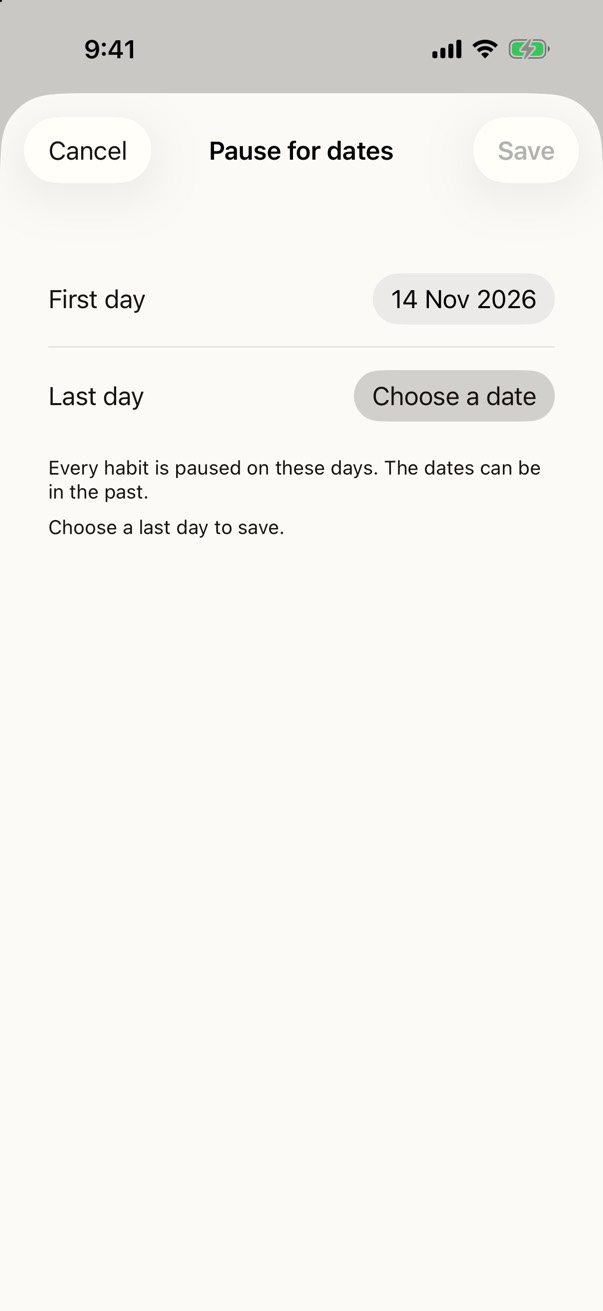 9:41
Cancel
Pause for dates
Save
First day
14 Nov 2026
Last day
Choose a date
Every habit is paused on these days. The dates can be
in the past.
Choose a last day to save.